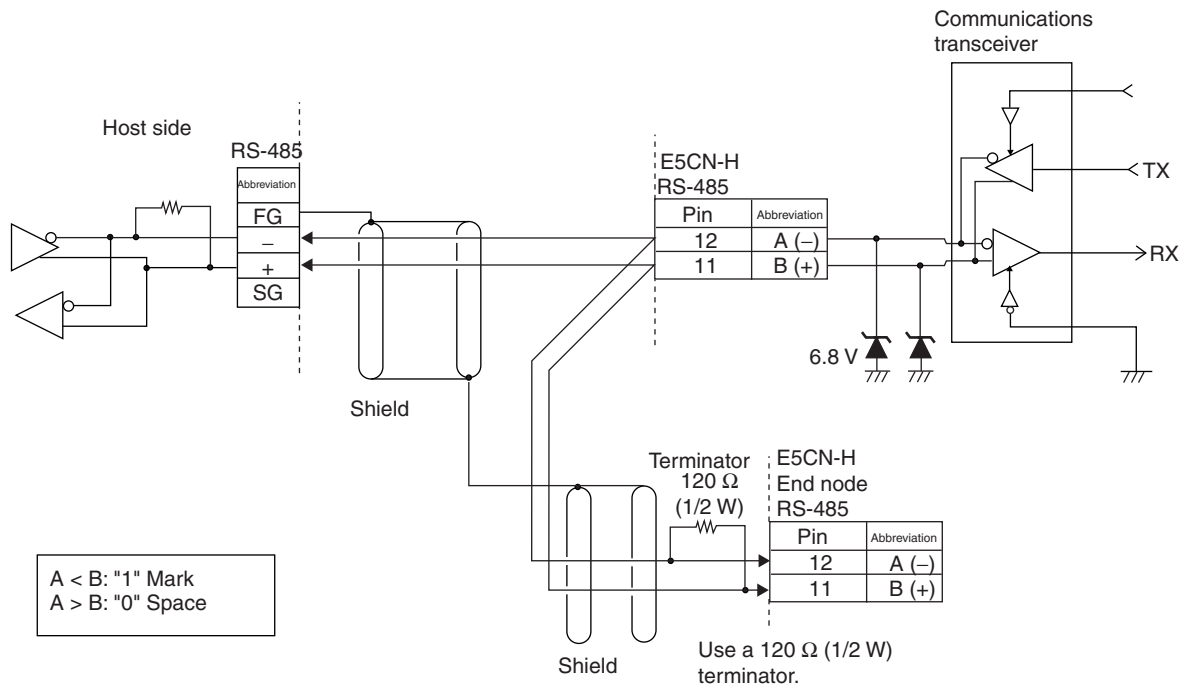 Communications
transceiver
Host side
RS-485
Abbreviation
FG
−
+
SG
Shield
E5CN-H
RS-485
Pin Abbreviation
12 A (−)
11 B (+)
TX
RX
6.8 V
Terminator
120 Ω
(1/2 W)
E5CN-H
End node
RS-485
Pin Abbreviation
12 A (−)
11 B (+)
Shield
Use a 120 Ω (1/2 W)
terminator.
A < B: "1" Mark
A > B: "0" Space